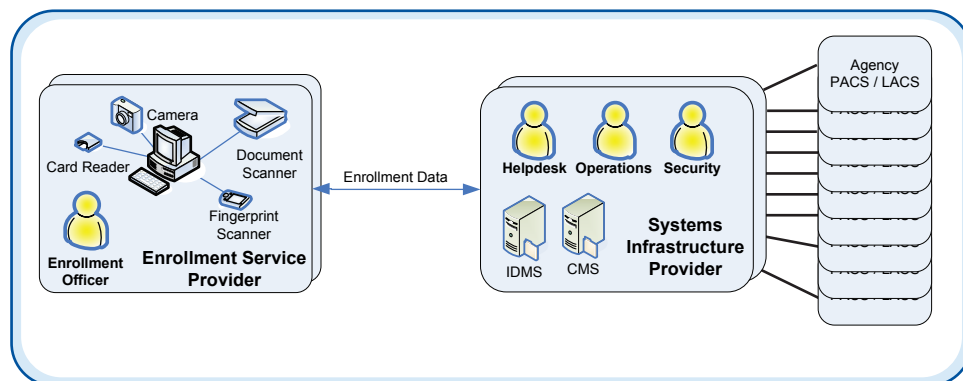 Camera
Card Reader
Document
Scanner
Fingerprint
Scanner
Enrollment
Officer
Enrollment Service
Provider
Enrollment Data
Helpdesk
Operations
Security
IDMS
CMS
Systems
Infrastructure
Provider
Agency
PACS / LACS